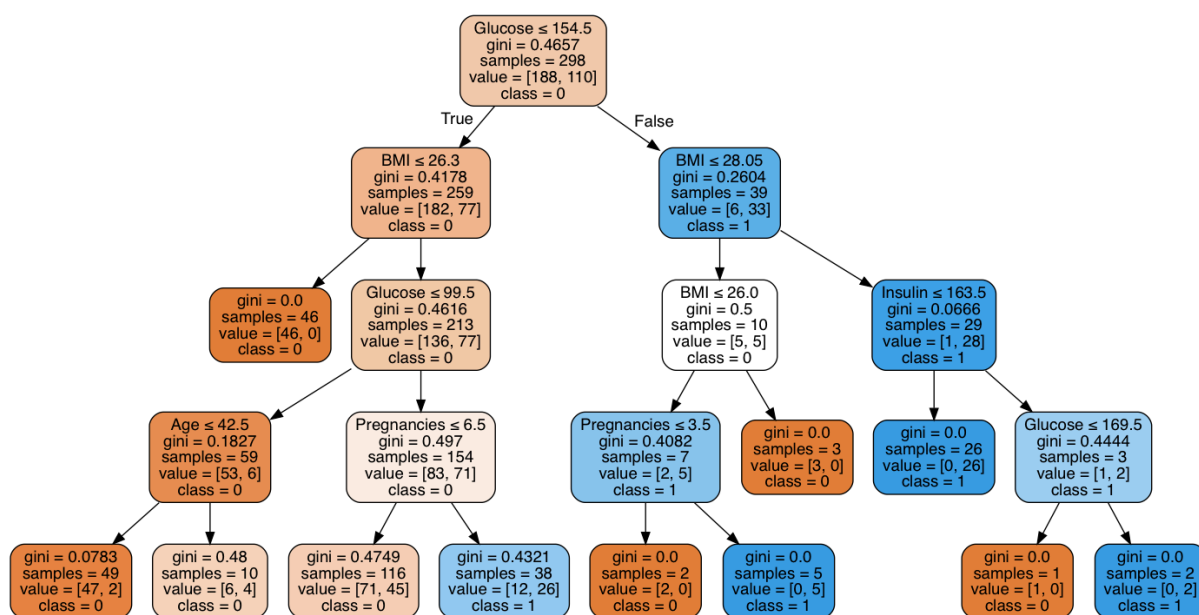 Glucose ≤ 154.5
gini = 0.4657
samples = 298
value = [188, 110]
class = 0
True
False
BMI ≤ 26.3
gini = 0.4178
samples = 259
value = [182, 77]
class = 0
BMI ≤ 28.05
gini = 0.2604
samples = 39
value = [6, 33]
class = 1
gini = 0.0
samples = 46
value = [46, 0]
class = 0
Glucose ≤ 99.5
gini = 0.4616
samples = 213
value = [136, 77]
class = 0
BMI ≤ 26.0
gini = 0.5
samples = 10
value = [5, 5]
class = 0
Insulin ≤ 163.5
gini = 0.0666
samples = 29
value = [1, 28]
class = 1
Age ≤ 42.5
gini = 0.1827
samples = 59
value = [53, 6]
class = 0
Pregnancies ≤ 6.5
gini = 0.497
samples = 154
value = [83, 71]
class = 0
Pregnancies ≤ 3.5
gini = 0.4082
samples = 7
value = [2, 5]
class = 1
gini = 0.0
samples = 3
value = [3, 0]
class = 0
gini = 0.0
samples = 26
value = [0, 26]
class = 1
Glucose ≤ 169.5
gini = 0.4444
samples = 3
value = [1, 2]
class = 1
gini = 0.0783
samples = 49
value = [47, 2]
class = 0
gini = 0.48
samples = 10
value = [6, 4]
class = 0
gini = 0.4749
samples = 116
value = [71, 45]
class = 0
gini = 0.4321
samples = 38
value = [12, 26]
class = 1
gini = 0.0
samples = 2
value = [2, 0]
class = 0
gini = 0.0
samples = 5
value = [0, 5]
class = 1
gini = 0.0
samples = 1
value = [1, 0]
class = 0
gini = 0.0
samples = 2
value = [0, 2]
class = 1